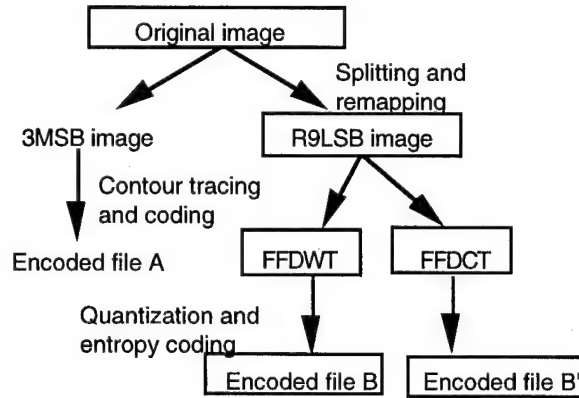 Original image
Splitting and
remapping
3MSB image
R9LSB image
Contour tracing
and coding
Encoded file A
FFDWT
FFDCT
Quantization and
entropy coding
Encoded file B
Encoded file B'